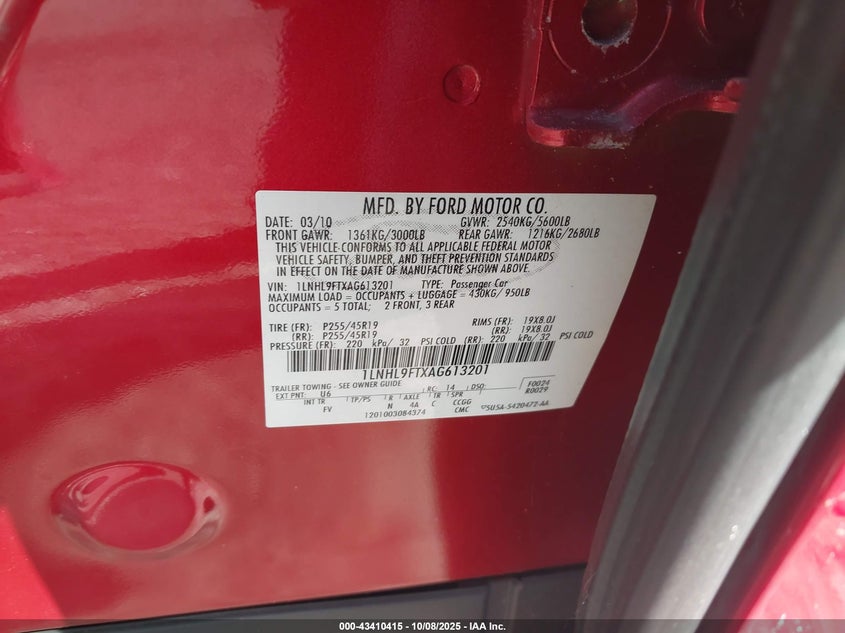 MFD. BY FORD MOTOR CO.
DATE: 03/10 GVWR: 2540KG/5600LB
FRONT GAWR: 1361KG/3000LB REAR GAWR: 1216KG/2680LB
THIS VEHICLE CONFORMS TO ALL APPLICABLE FEDERAL MOTOR
VEHICLE SAFETY, BUMPER, AND THEFT PREVENTION STANDARDS
IN EFFECT ON THE DATE OF MANUFACTURE SHOWN ABOVE.
VIN: 1LNHL9FTXAG613201 TYPE: Passenger Car
MAXIMUM LOAD = OCCUPANTS + LUGGAGE = 430KG/ 950LB
OCCUPANTS = 5 TOTAL; 2 FRONT, 3 REAR
TIRE (FR): P255/45R19 RIMS (FR): 19X8.0J
(RR): P255/45R19 (RR): 19X8.0J
PRESSURE (FR): 220 kPa/ 32 PSI COLD (RR): 220 kPa/ 32 PSI COLD
1LNHL9FTXAG613201
TRAILER TOWING - SEE OWNER GUIDE F0024
EXT PNT: U6 RC: 14 DSO: R0029
INT TR TP/PS R AXLE TR SPR
FV N 4A C CCGG
1201003084374 CMC 5U5A-5420472-AA
000-43410415 - 10/08/2025 - IAA Inc.